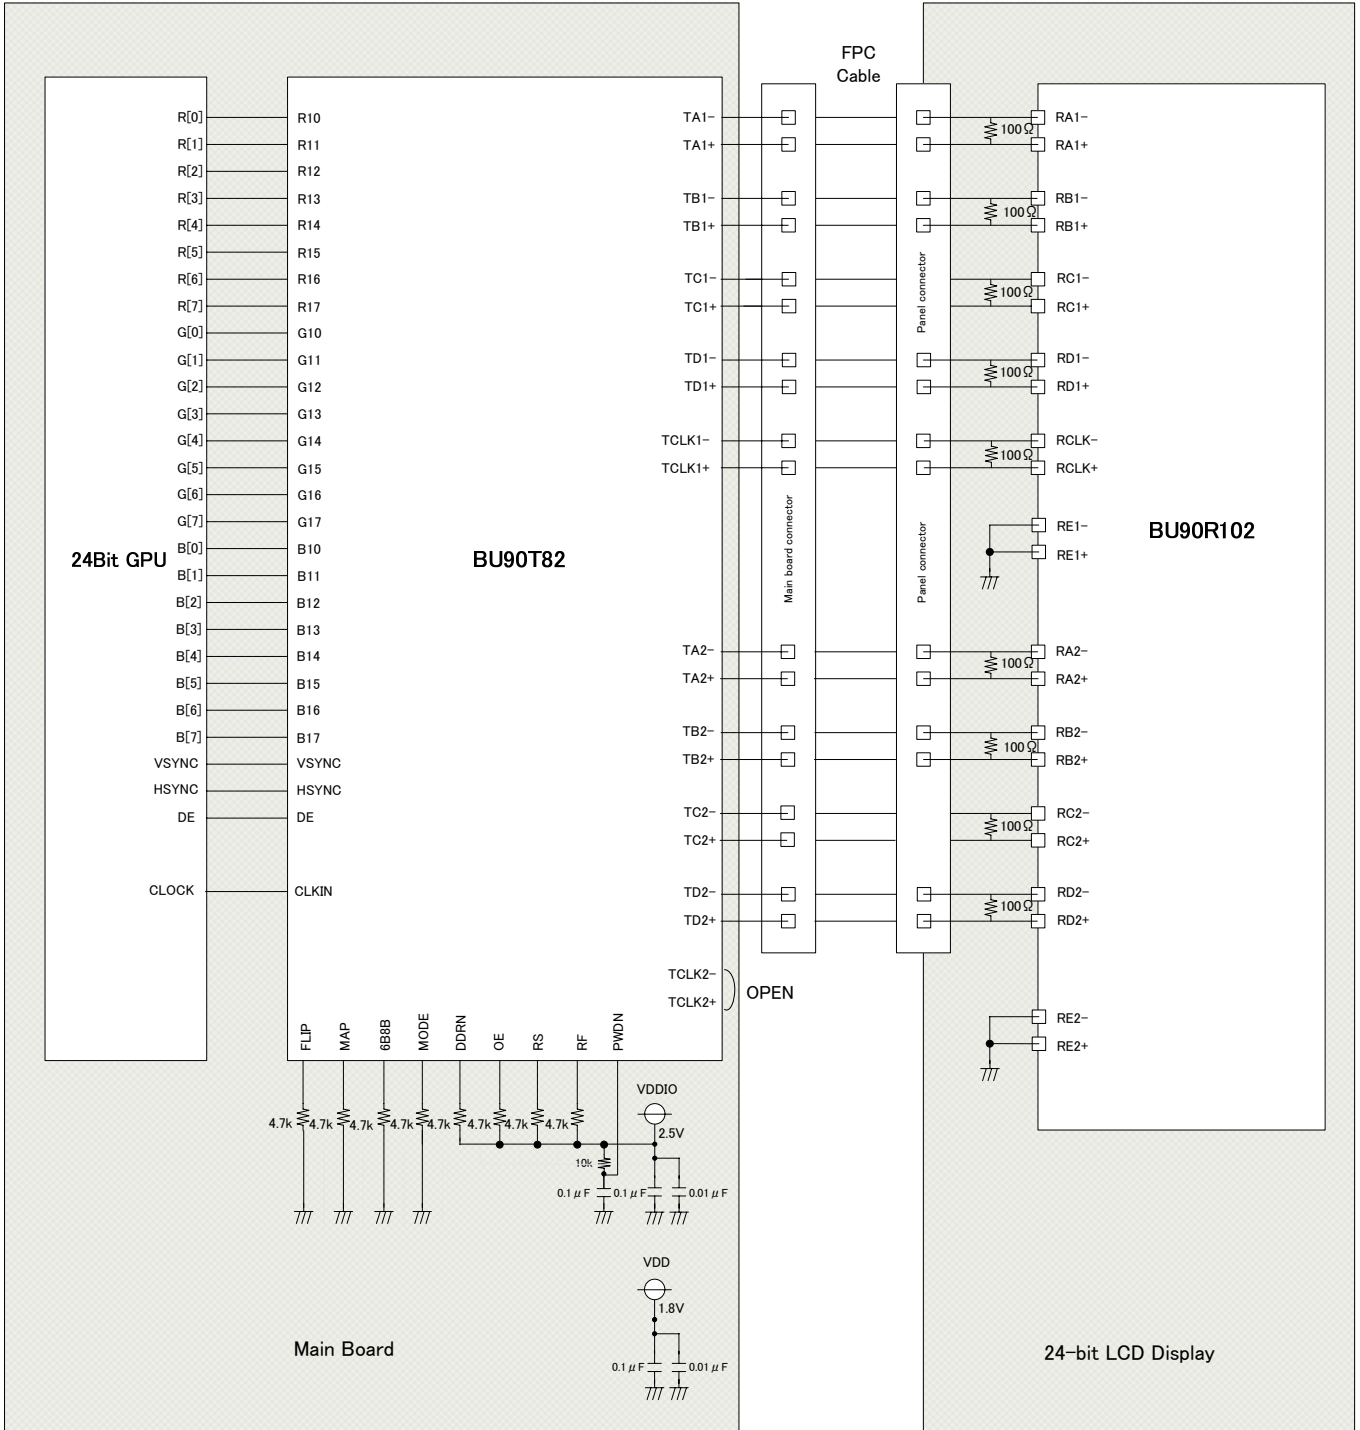 FPC
Cable
R[0]
R[1]
R[2]
R[3]
R[4]
R[5]
R[6]
R[7]
G[0]
G[1]
G[2]
G[3]
G[4]
G[5]
G[6]
G[7]
B[0]
B[1]
B[2]
B[3]
B[4]
B[5]
B[6]
B[7]
VSYNC
HSYNC
DE
CLOCK
24Bit GPU
R10
R11
R12
R13
R14
R15
R16
R17
G10
G11
G12
G13
G14
G15
G16
G17
B10
B11
B12
B13
B14
B15
B16
B17
VSYNC
HSYNC
DE
CLKIN
BU90T82
TA1-
TA1+
TB1-
TB1+
TC1-
TC1+
TD1-
TD1+
TCLK1-
TCLK1+
TA2-
TA2+
TB2-
TB2+
TC2-
TC2+
TD2-
TD2+
TCLK2-
TCLK2+
OPEN
Main board connector
Panel connector
Panel connector
100Ω
100Ω
100Ω
100Ω
100Ω
100Ω
100Ω
100Ω
100Ω
RA1-
RA1+
RB1-
RB1+
RC1-
RC1+
RD1-
RD1+
RCLK-
RCLK+
RE1-
RE1+
RA2-
RA2+
RB2-
RB2+
RC2-
RC2+
RD2-
RD2+
RE2-
RE2+
BU90R102
FLIP
MAP
6B8B
MODE
DDRN
OE
RS
RF
PWDN
4.7k
4.7k
4.7k
4.7k
4.7k
4.7k
4.7k
4.7k
VDDIO
2.5V
10k
0.1μF
0.1μF
0.01μF
VDD
1.8V
0.1μF
0.01μF
Main Board
24-bit LCD Display